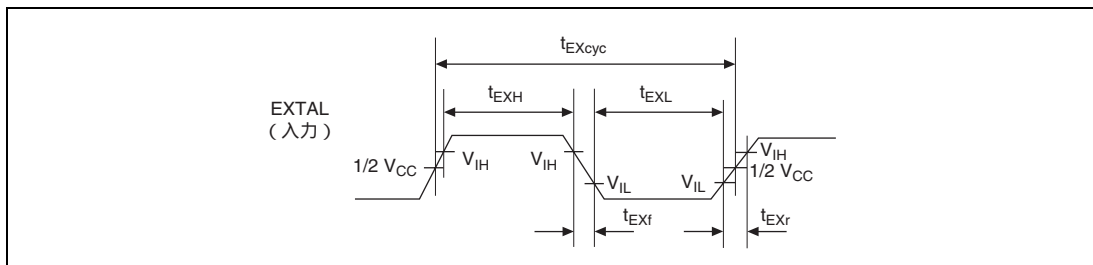 tEXcyc
tEXH
tEXL
EXTAL
（入力）
1/2 VCC
VIH
VIH
VIL
VIL
VIH
1/2 VCC
tEXf
tEXr